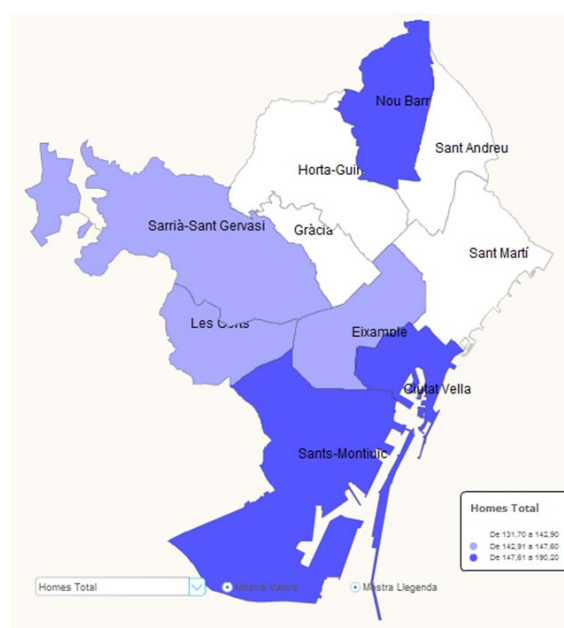 Nou Barr
Sant Andreu
Horta-Guin
Sarrià-Sant Gervasi
Gràcia
Sant Martí
Les Corts
Eixample
Ciutat Vella
Sants-Montjuïc
Homes Total
De 131,70 a 142,90
De 142,91 a 147,60
De 147,61 a 190,20
Homes Total
Mostra Valors
Mostra Llegenda